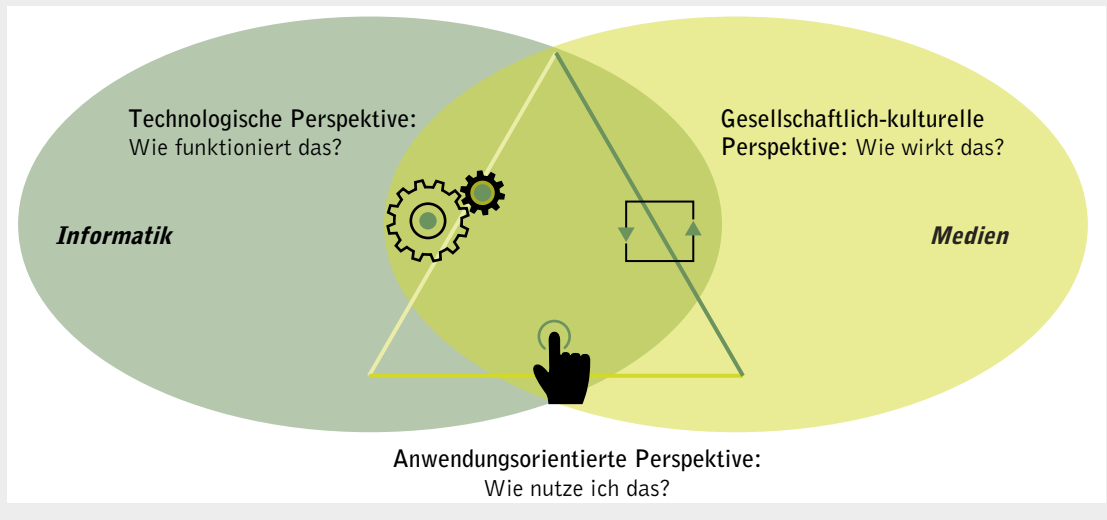 Technologische Perspektive:
Wie funktioniert das?
Gesellschaftlich-kulturelle
Perspektive: Wie wirkt das?
Informatik
Medien
Anwendungsorientierte Perspektive:
Wie nutze ich das?